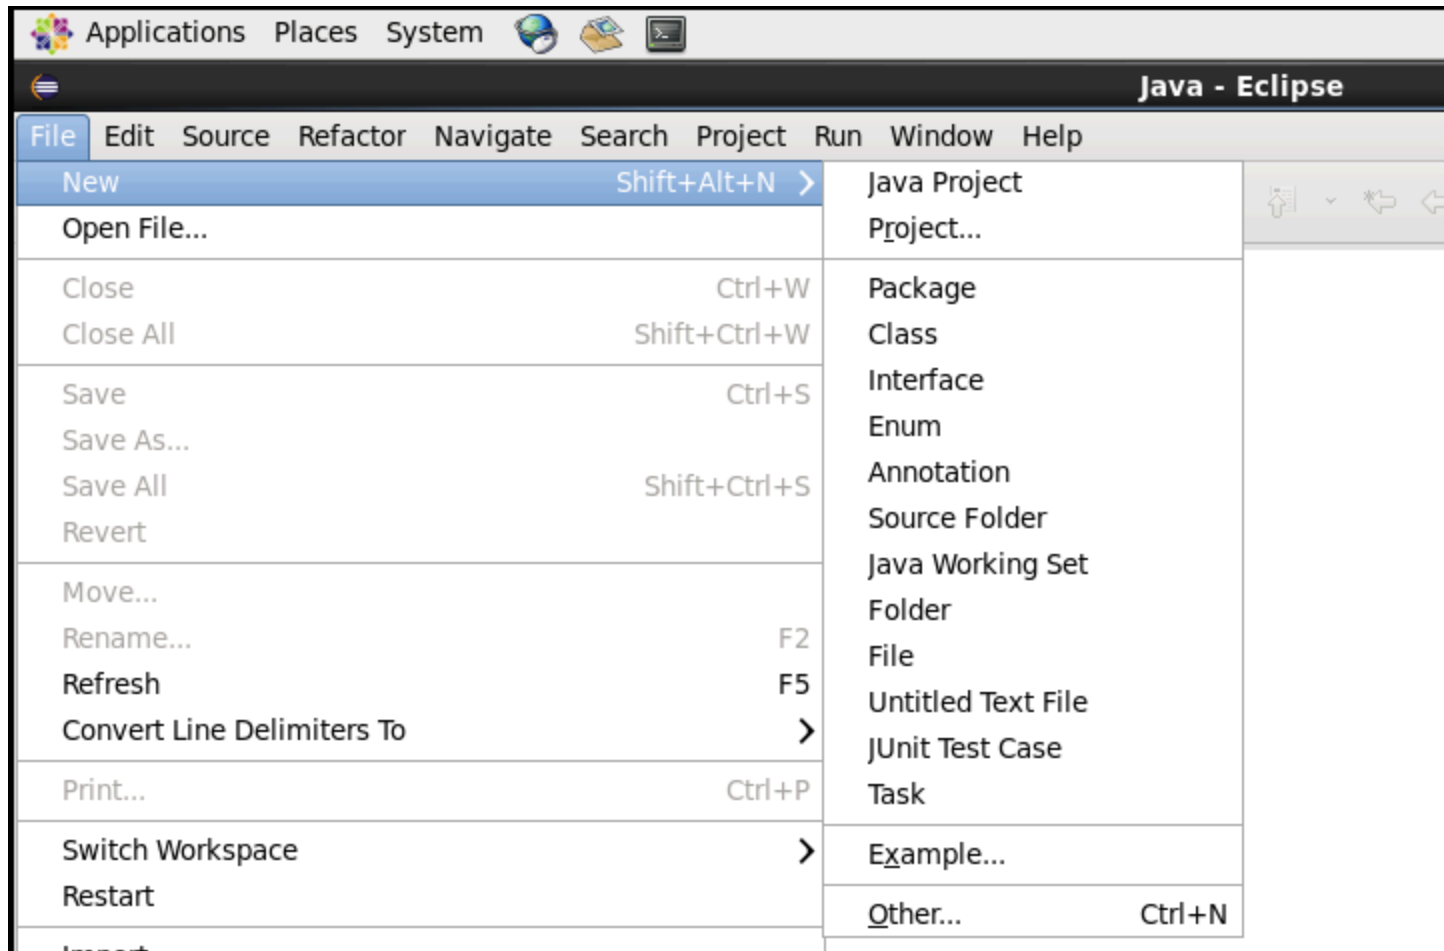 Applications Places System
Java - Eclipse
File Edit Source Refactor Navigate Search Project Run Window Help
New Shift+Alt+N
Open File...
Close Ctrl+W
Close All Shift+Ctrl+W
Save Ctrl+S
Save As...
Save All Shift+Ctrl+S
Revert
Move...
Rename... F2
Refresh F5
Convert Line Delimiters To
Print... Ctrl+P
Switch Workspace
Restart
Java Project
Project...
Package
Class
Interface
Enum
Annotation
Source Folder
Java Working Set
Folder
File
Untitled Text File
JUnit Test Case
Task
Example...
Other... Ctrl+N